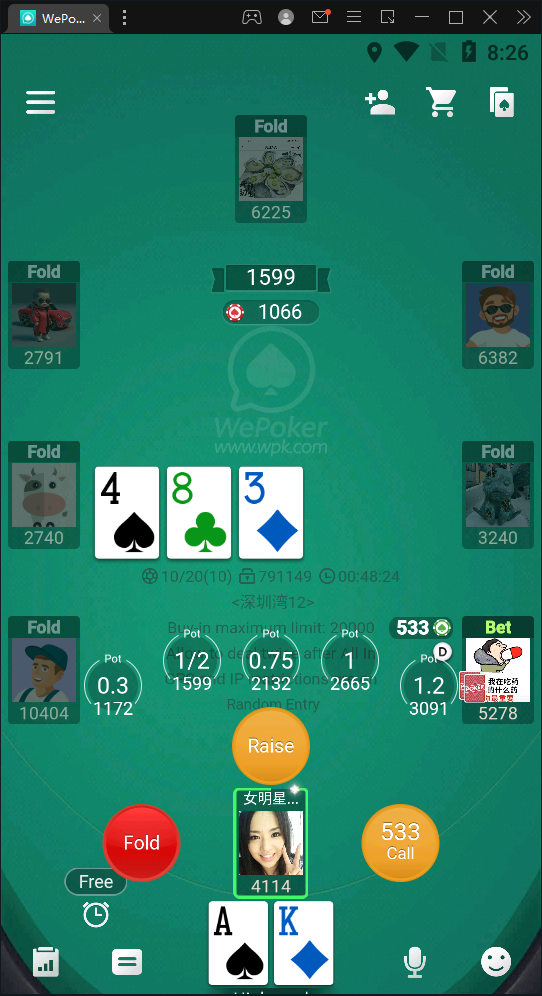 WePo...
8:26
Fold
6225
1599
1066
Fold
2791
Fold
6382
WePoker
www.wpk.com
Fold
2740
4
8
3
Fold
3240
10/20(10) 791149 00:48:24
<深圳湾12>
Buy-in maximum limit: 20000
533
Bet
D
Fold
10404
Pot
0.3
1172
Pot
1/2
1599
Pot
0.75
2132
Pot
1
2665
Pot
1.2
3091
Random Entry
我在吃药
POKER
5278
Raise
Fold
女明星...
4114
533
Call
Free
A
K